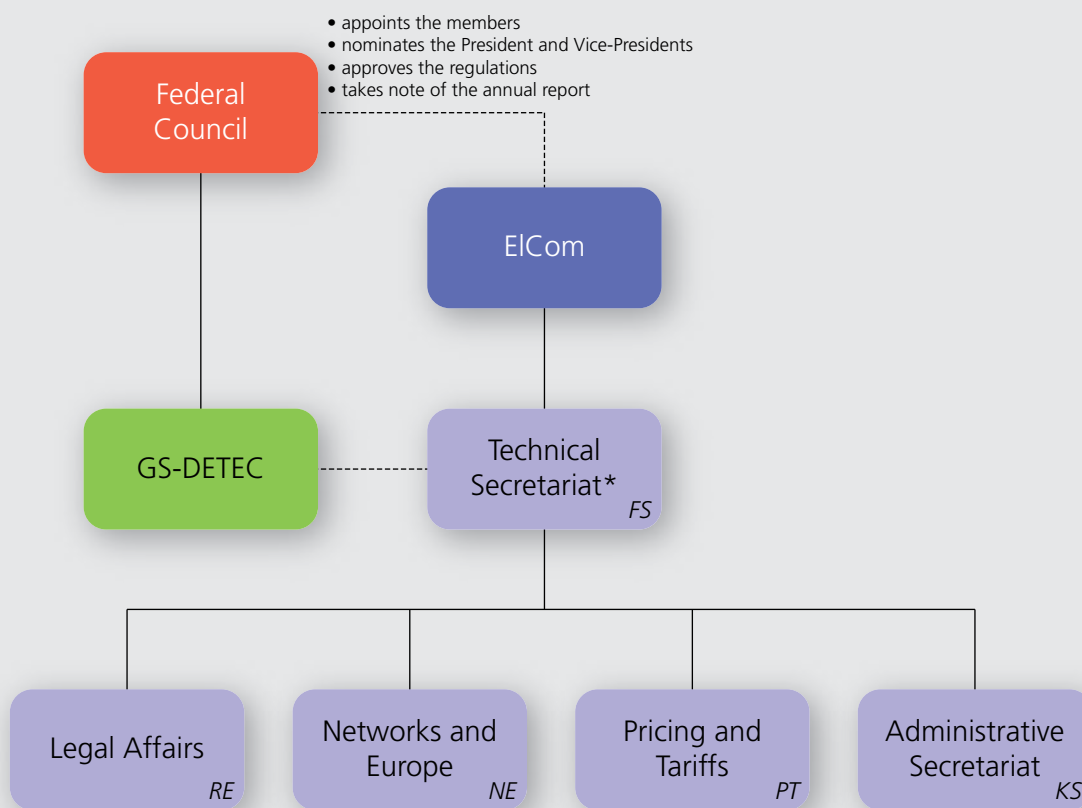 • appoints the members
• nominates the President and Vice-Presidents
• approves the regulations
• takes note of the annual report
Federal
Council
ElCom
GS-DETEC
Technical
Secretariat*
FS
Legal Affairs
RE
Networks and
Europe
NE
Pricing and
Tariffs
PT
Administrative
Secretariat
KS